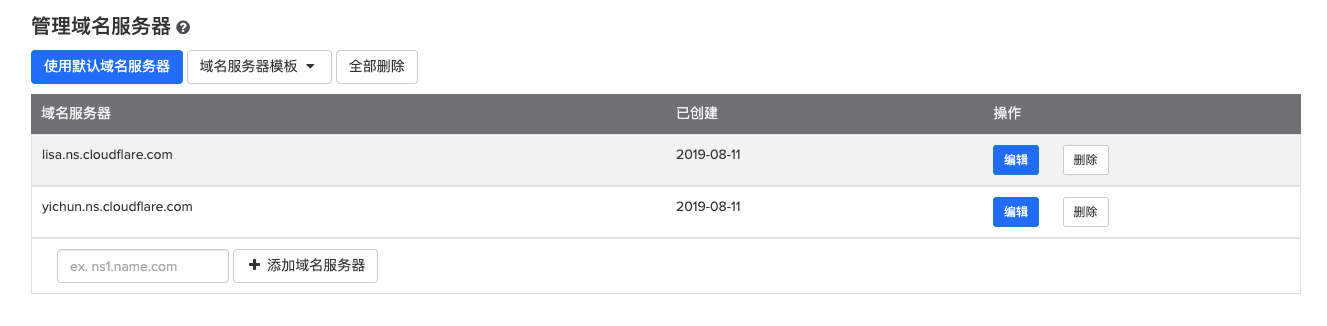 管理域名服务器
使用默认域名服务器 域名服务器模板 全部删除
域名服务器 已创建 操作
lisa.ns.cloudflare.com 2019-08-11 编辑 删除
yichun.ns.cloudflare.com 2019-08-11 编辑 删除
ex. ns1.name.com + 添加域名服务器